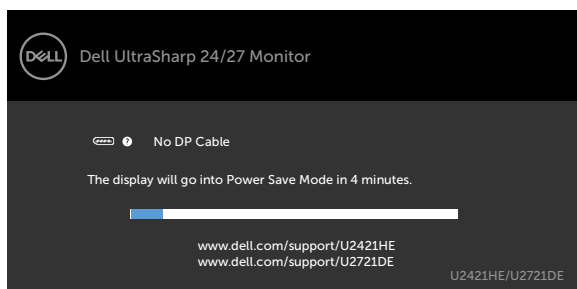 DELL
Dell UltraSharp 24/27 Monitor
? No DP Cable
The display will go into Power Save Mode in 4 minutes.
www.dell.com/support/U2421HE
www.dell.com/support/U2721DE
U2421HE/U2721DE